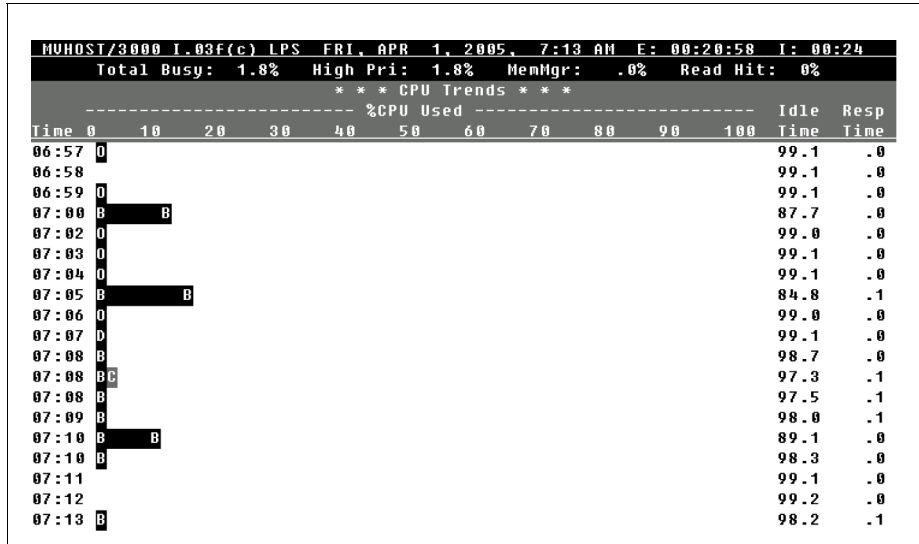 MVHOST/3000 I.03f(c) LPS FRI, APR 1, 2005, 7:13 AM E: 00:20:58 I: 00:24
Total Busy: 1.8% High Pri: 1.8% MemMgr: .0% Read Hit: 0%
* * * CPU Trends * * *
--------------------------- %CPU Used --------------------------- Idle Resp
Time 0 10 20 30 40 50 60 70 80 90 100 Time Time
06:57 O 99.1 .0
06:58 99.1 .0
06:59 O 99.1 .0
07:00 B B 87.7 .0
07:02 O 99.0 .0
07:03 O 99.1 .0
07:04 O 99.1 .0
07:05 B B 84.8 .1
07:06 O 99.0 .0
07:07 D 99.1 .0
07:08 B 98.7 .0
07:08 BC 97.3 .1
07:08 B 97.5 .1
07:09 B 98.0 .1
07:10 B B 89.1 .0
07:10 B 98.3 .0
07:11 99.1 .0
07:12 99.2 .0
07:13 B 98.2 .1